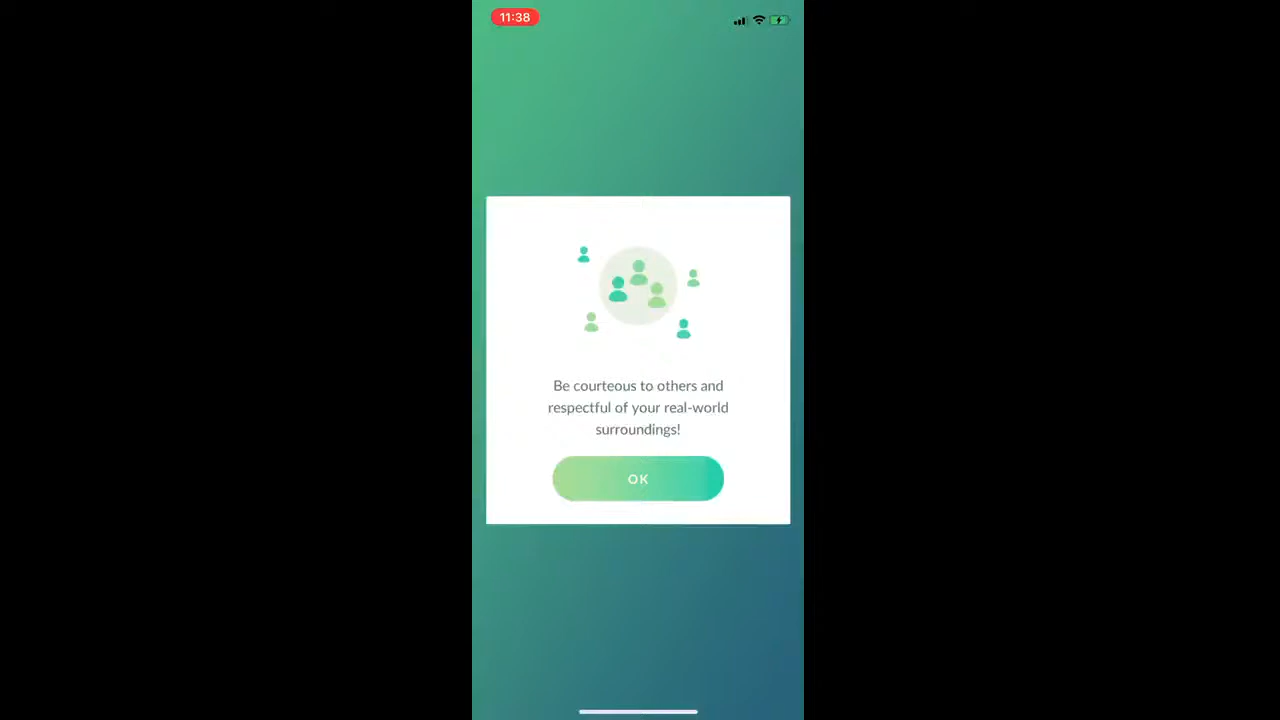 11:38
Be courteous to others and
respectful of your real-world
surroundings!
OK